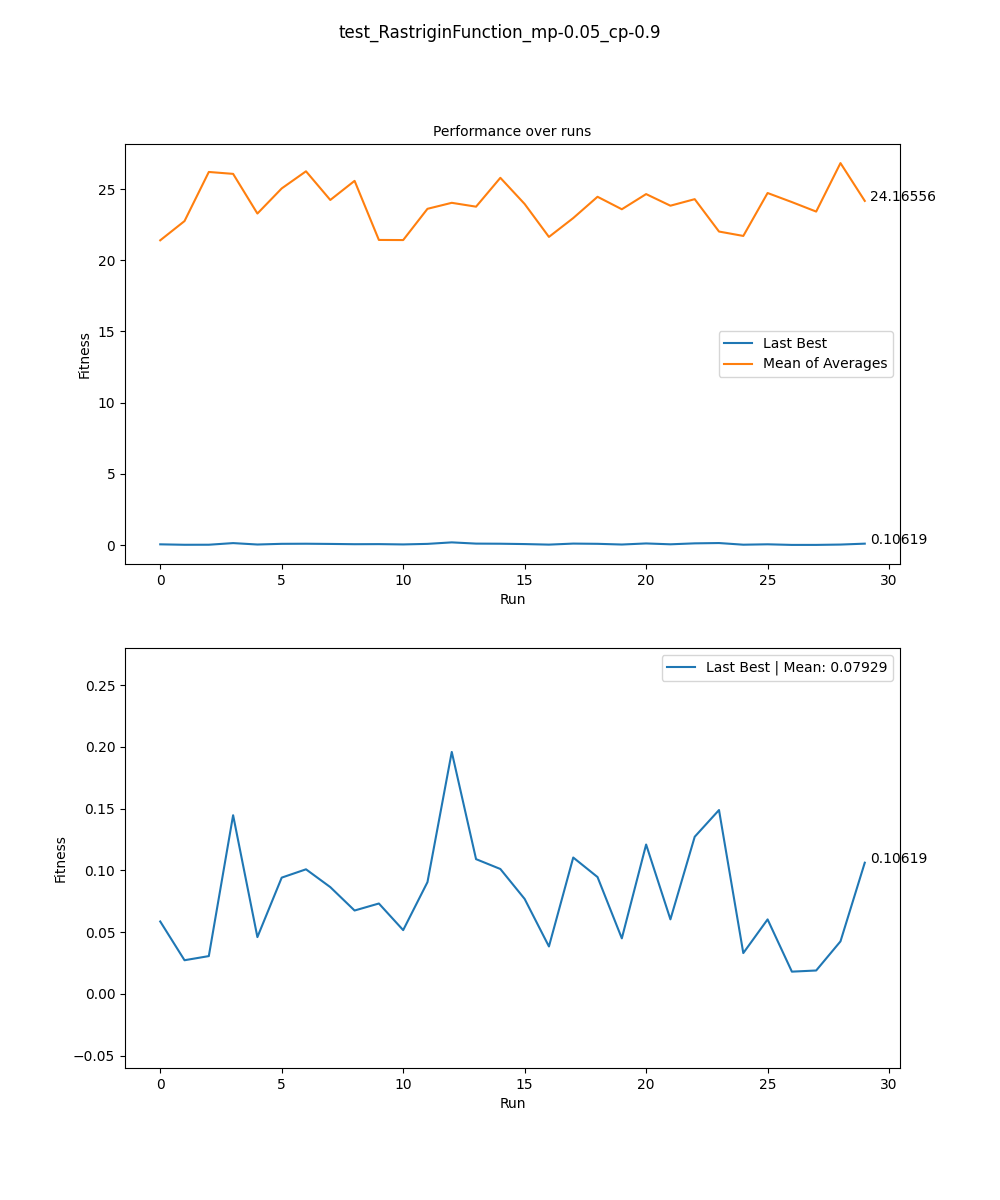 test_RastriginFunction_mp-0.05_cp-0.9
Performance over runs
Fitness
25
20
15
10
5
0
24.16556
Last Best
Mean of Averages
0.10619
0 5 10 15 20 25 30
Run
Fitness
0.25
0.20
0.15
0.10
0.05
0.00
−0.05
Last Best | Mean: 0.07929
0.10619
0 5 10 15 20 25 30
Run